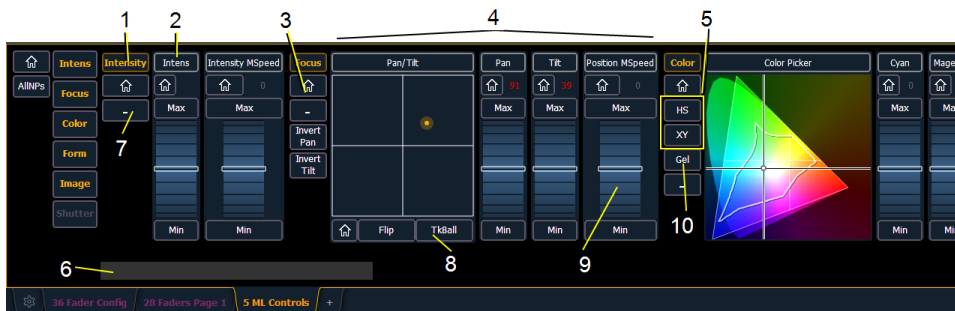 1 2 3 4 5
Intens Intensity Intens Intensity MSpeed Focus Pan/Tilt Pan Tilt Position MSpeed Color Color Picker Cyan Mage
AllNPs Focus 0 91 39 0 0
- Max Max - Max Max Max HS Max Ma
Color Invert Pan XY
7
Form Invert Tilt Gel
Image -
Shutter Min Min Flip TkBall Min Min Min 10 Min Mi
6 8 9
36 Fader Config 28 Faders Page 1 5 ML Controls +